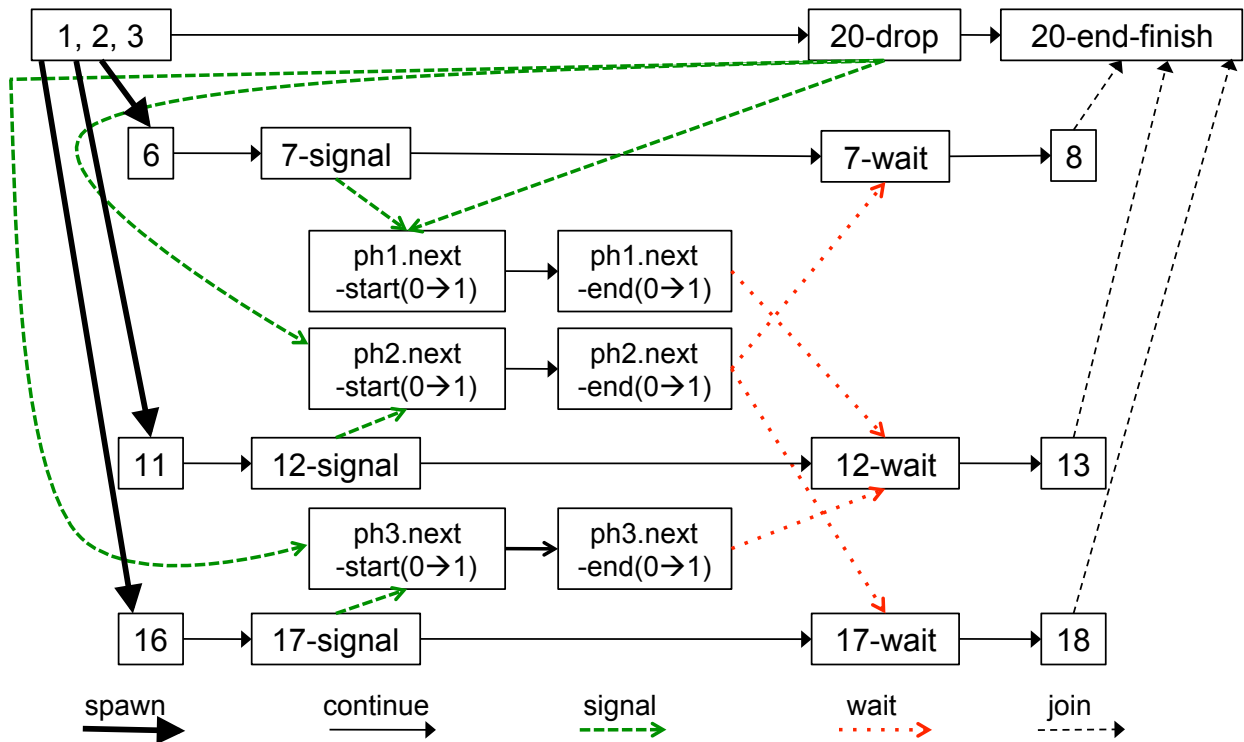 1, 2, 3
20-drop
20-end-finish
6
7-signal
7-wait
8
ph1.next
-start(0→1)
ph1.next
-end(0→1)
ph2.next
-start(0→1)
ph2.next
-end(0→1)
11
12-signal
12-wait
13
ph3.next
-start(0→1)
ph3.next
-end(0→1)
16
17-signal
17-wait
18
spawn
continue
signal
wait
join